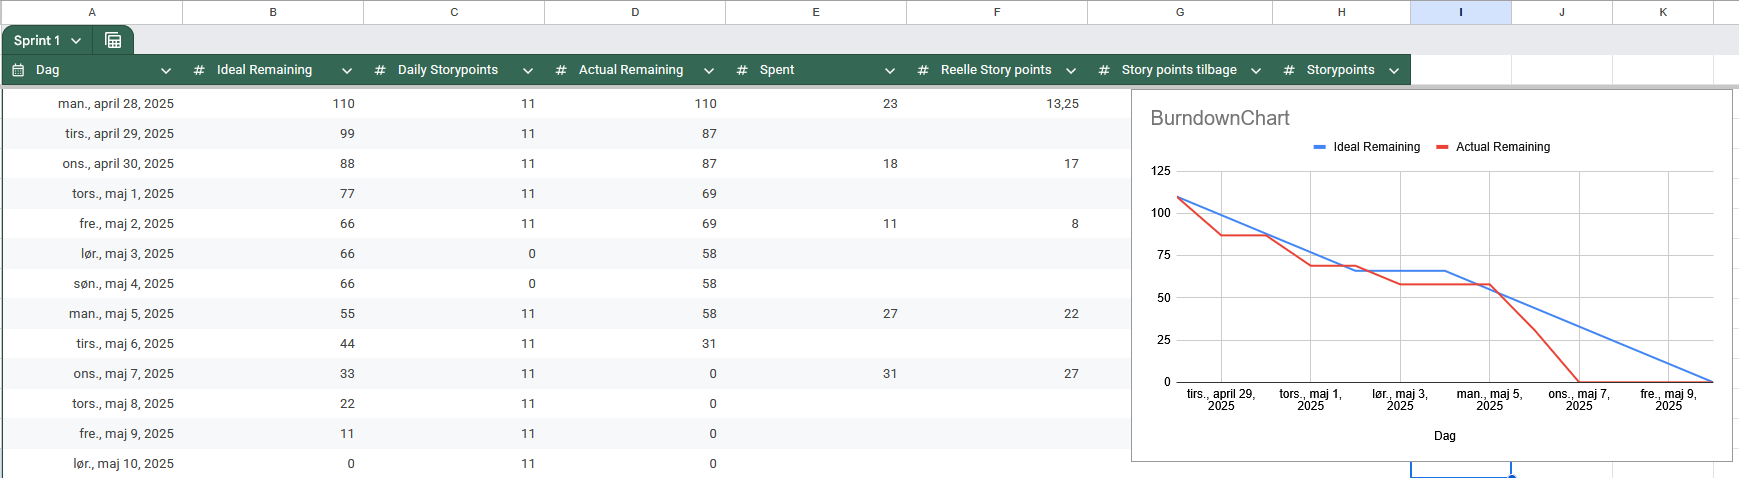 A B C D E F G H I J K
Sprint 1
Dag Ideal Remaining Daily Storypoints Actual Remaining Spent Reelle Story points Story points tilbage Storypoints
man., april 28, 2025 110 11 110 23 13,25
tirs., april 29, 2025 99 11 87
ons., april 30, 2025 88 11 87 18 17
tors., maj 1, 2025 77 11 69
fre., maj 2, 2025 66 11 69 11 8
lør., maj 3, 2025 66 0 58
søn., maj 4, 2025 66 0 58
man., maj 5, 2025 55 11 58 27 22
tirs., maj 6, 2025 44 11 31
ons., maj 7, 2025 33 11 0 31 27
tors., maj 8, 2025 22 11 0
fre., maj 9, 2025 11 11 0
lør., maj 10, 2025 0 11 0
BurndownChart
Ideal Remaining Actual Remaining
125
100
75
50
25
0
tirs., april 29, tors., maj 1, lør., maj 3, man., maj 5, ons., maj 7, fre., maj 9,
2025 2025 2025 2025 2025 2025
Dag